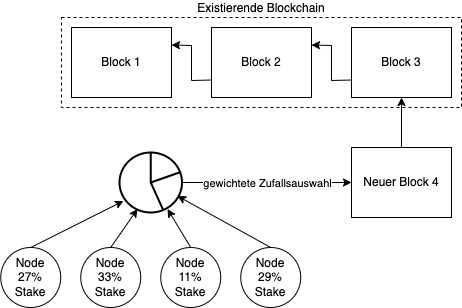 Existierende Blockchain
Block 1
Block 2
Block 3
gewichtete Zufallsauswahl
Neuer Block 4
Node
27%
Stake
Node
33%
Stake
Node
11%
Stake
Node
29%
Stake